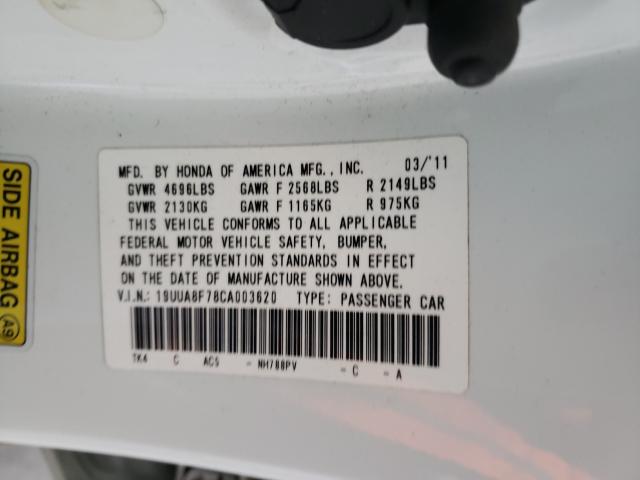 MFD. BY HONDA OF AMERICA MFG., INC. 03/'11
GVWR 4696LBS GAWR F 2568LBS R 2149LBS
GVWR 2130KG GAWR F 1165KG R 975KG
THIS VEHICLE CONFORMS TO ALL APPLICABLE
FEDERAL MOTOR VEHICLE SAFETY, BUMPER,
AND THEFT PREVENTION STANDARDS IN EFFECT
ON THE DATE OF MANUFACTURE SHOWN ABOVE.
V.I.N.: 19UUA8F78CA003620 TYPE: PASSENGER CAR
TK4 C AC9 - NH788PV - C - A
SIDE AIRBAG A9